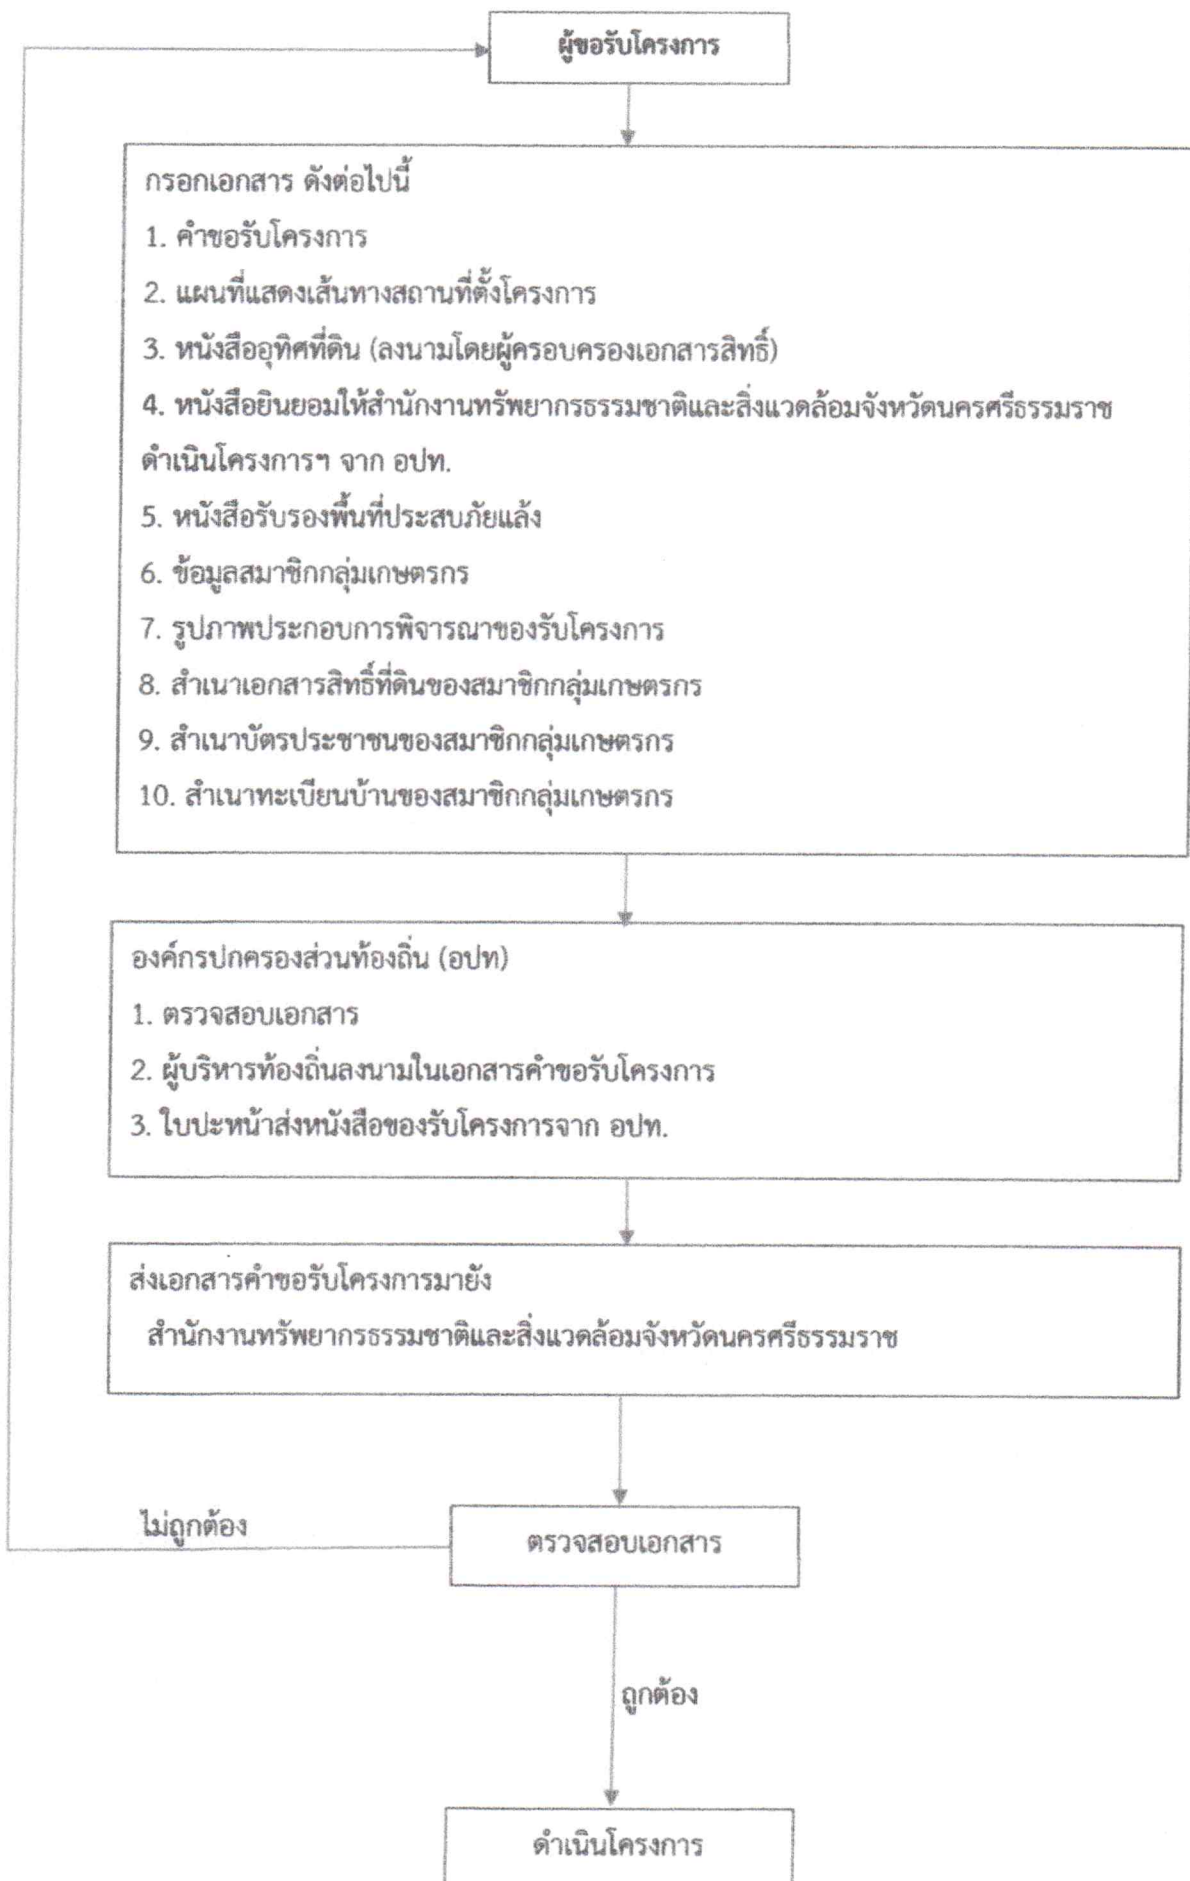 ผู้ขอรับโครงการ
กรอกเอกสาร ดังต่อไปนี้
1. คำขอรับโครงการ
2. แผนที่แสดงเส้นทางสถานที่ตั้งโครงการ
3. หนังสืออุทิศที่ดิน (ลงนามโดยผู้ครอบครองเอกสารสิทธิ์)
4. หนังสือยินยอมให้สำนักงานทรัพยากรธรรมชาติและสิ่งแวดล้อมจังหวัดนครศรีธรรมราช
ดำเนินโครงการฯ จาก อปท.
5. หนังสือรับรองพื้นที่ประสบภัยแล้ง
6. ข้อมูลสมาชิกกลุ่มเกษตรกร
7. รูปภาพประกอบการพิจารณาของรับโครงการ
8. สำเนาเอกสารสิทธิ์ที่ดินของสมาชิกกลุ่มเกษตรกร
9. สำเนาบัตรประชาชนของสมาชิกกลุ่มเกษตรกร
10. สำเนาทะเบียนบ้านของสมาชิกกลุ่มเกษตรกร
องค์กรปกครองส่วนท้องถิ่น (อปท)
1. ตรวจสอบเอกสาร
2. ผู้บริหารท้องถิ่นลงนามในเอกสารคำขอรับโครงการ
3. ใบปะหน้าส่งหนังสือของรับโครงการจาก อปท.
ส่งเอกสารคำขอรับโครงการมายัง
สำนักงานทรัพยากรธรรมชาติและสิ่งแวดล้อมจังหวัดนครศรีธรรมราช
ไม่ถูกต้อง
ตรวจสอบเอกสาร
ถูกต้อง
ดำเนินโครงการ